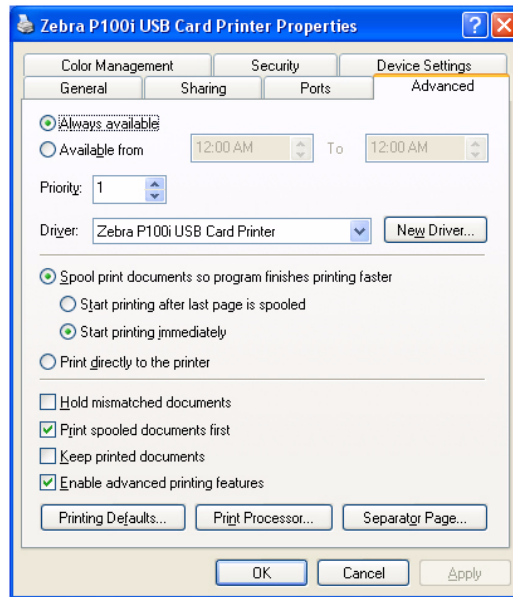 Zebra P100i USB Card Printer Properties
Color Management Security Device Settings
General Sharing Ports Advanced
Always available
Available from 12:00 AM To 12:00 AM
Priority: 1
Driver: Zebra P100i USB Card Printer New Driver...
Spool print documents so program finishes printing faster
Start printing after last page is spooled
Start printing immediately
Print directly to the printer
Hold mismatched documents
Print spooled documents first
Keep printed documents
Enable advanced printing features
Printing Defaults... Print Processor... Separator Page...
OK Cancel Apply